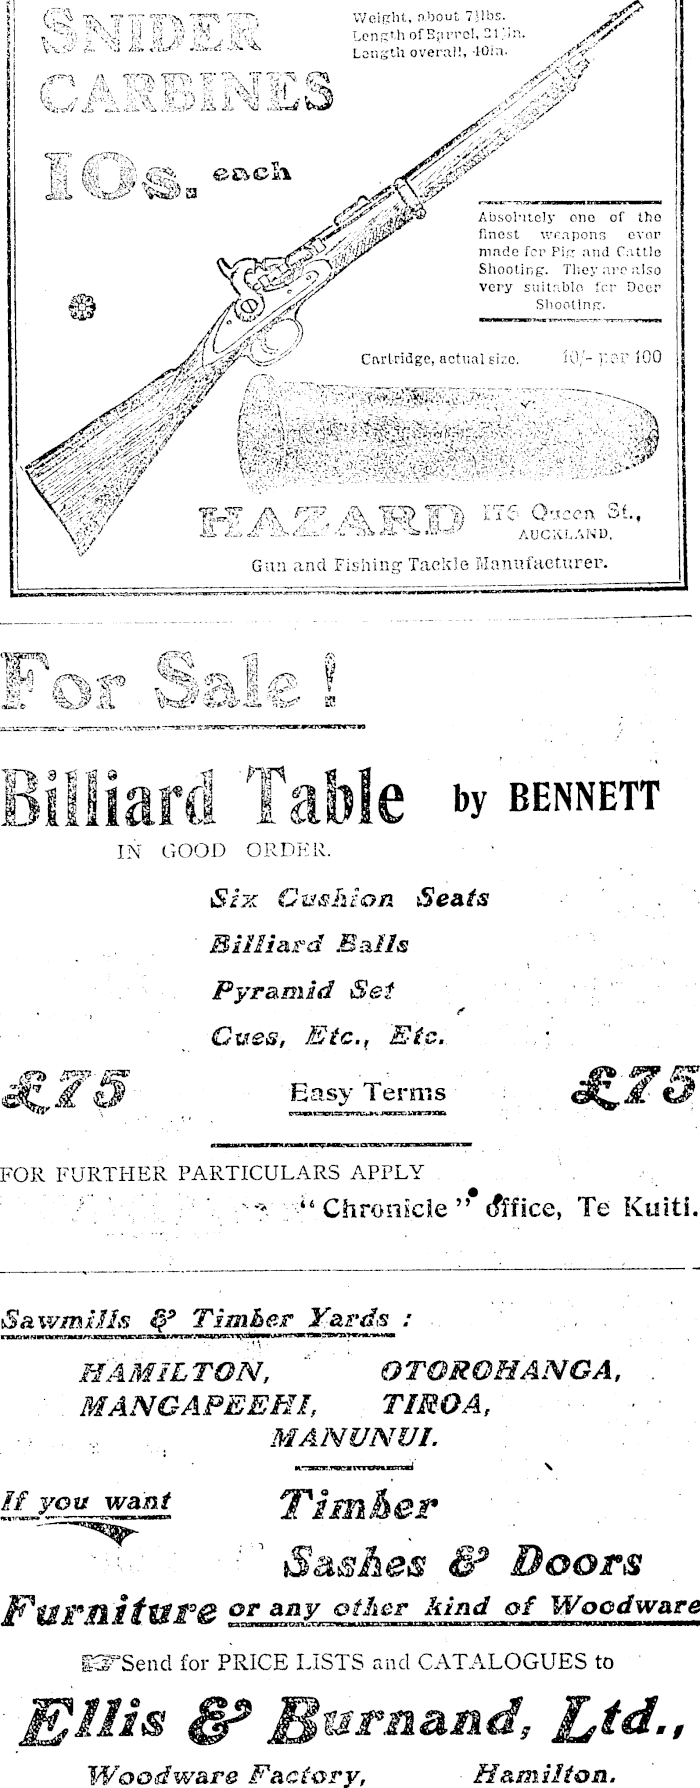 SNIDER
CARBINES
10s. each
Weight, about 7½lbs.
Length of Barrel, 21½in.
Length overall, 40in.
Absolutely one of the
finest weapons ever
made for Pig and Cattle
Shooting. They are also
very suitable for Deer
Shooting.
Cartridge, actual size. 10/- per 100
HAZARD 176 Queen St.,
AUCKLAND,
Gun and Fishing Tackle Manufacturer.
For Sale !
Billiard Table by BENNETT
IN GOOD ORDER.
Six Cushion Seats
Billiard Balls
Pyramid Set
Cues, Etc., Etc.
£75 Easy Terms £75
FOR FURTHER PARTICULARS APPLY
"Chronicle" office, Te Kuiti.
Sawmills & Timber Yards :
HAMILTON, OTOROHANGA,
MANGAPEEHI, TIROA,
MANUNUI.
If you want Timber
Sashes & Doors
Furniture or any other kind of Woodware
Send for PRICE LISTS and CATALOGUES to
Ellis & Burnand, Ltd.,
Woodware Factory, Hamilton.